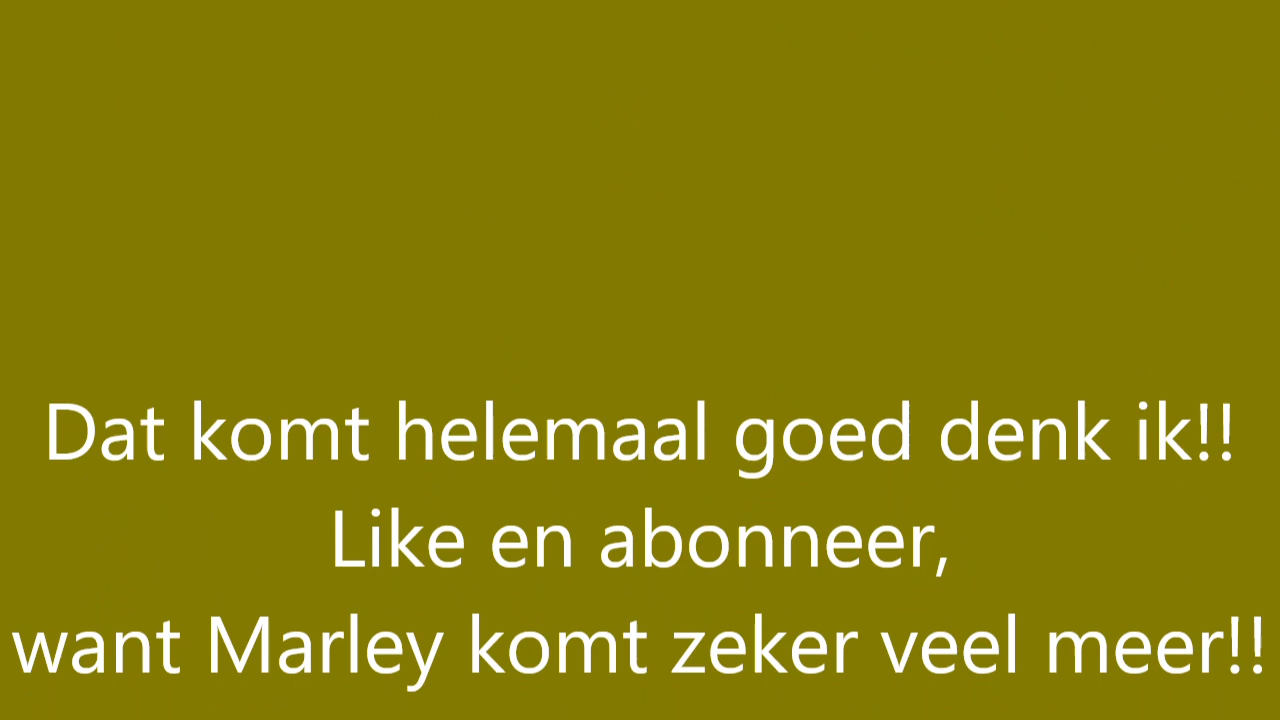 Dat komt helemaal goed denk ik!!
Like en abonneer,
want Marley komt zeker veel meer!!